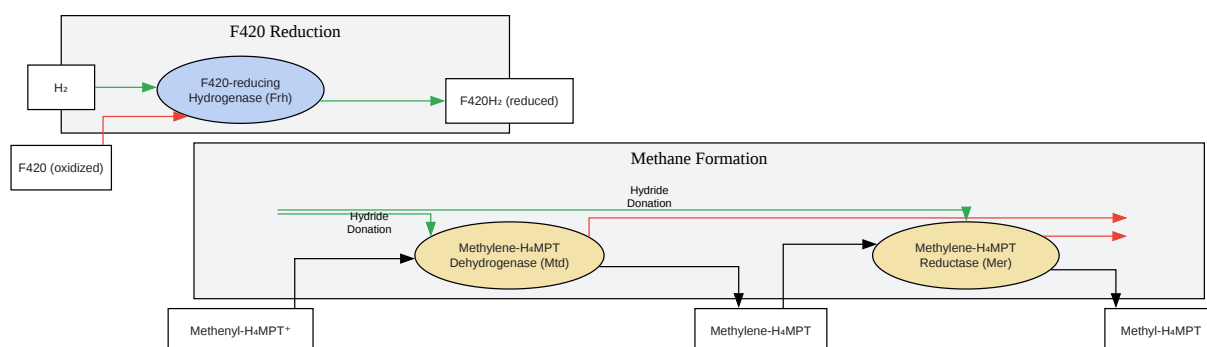 F420 Reduction
H₂
F420-reducing
Hydrogenase (Frh)
F420H₂ (reduced)
F420 (oxidized)
Methane Formation
Hydride
Donation
Hydride
Donation
Methylene-H₄MPT
Dehydrogenase (Mtd)
Methylene-H₄MPT
Reductase (Mer)
Methenyl-H₄MPT⁺
Methylene-H₄MPT
Methyl-H₄MPT